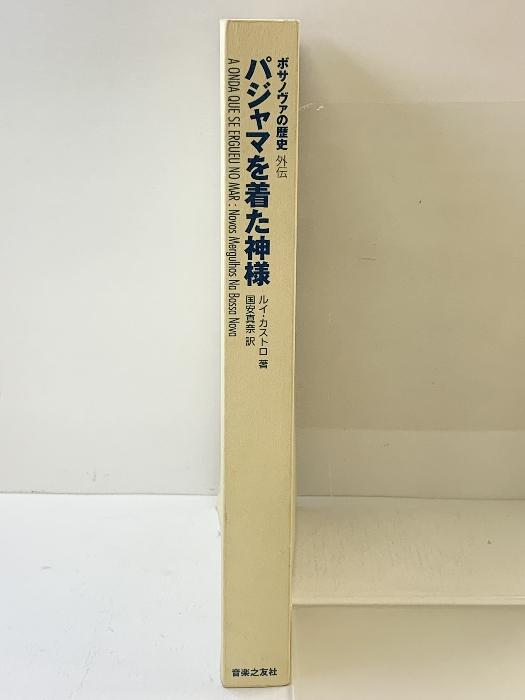 ボサノヴァの歴史 外伝
パジャマを着た神様
A ONDA QUE SE ERGUEU NO MAR : Novos Mergulhos Na Bossa Nova
ルイ・カストロ 著
国安真奈 訳
音楽之友社